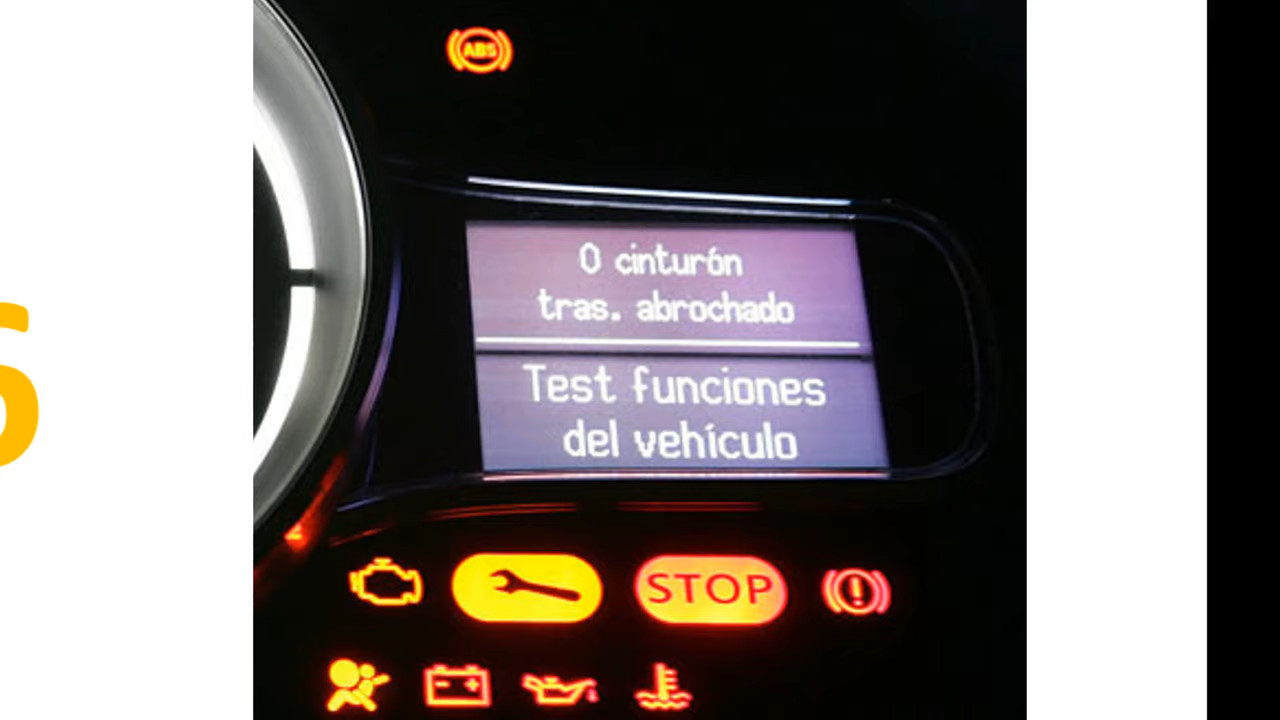 ABS
0 cinturón
tras. abrochado
Test funciones
del vehículo
STOP